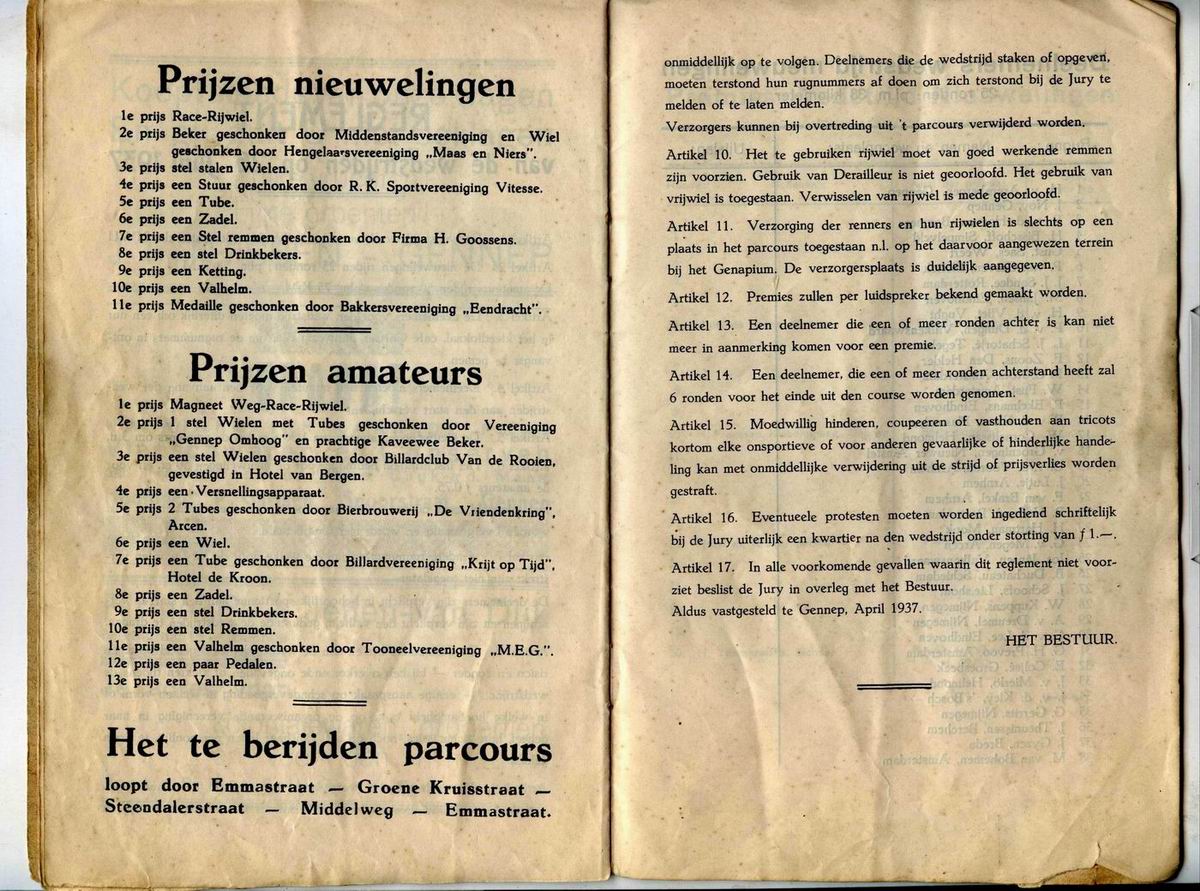 Prijzen nieuwelingen
1e prijs Race-Rijwiel.
2e prijs Beker geschonken door Middenstandsvereeniging en Wiel
geschonken door Hengelaarsvereeniging „Maas en Niers".
3e prijs stel stalen Wielen.
4e prijs een Stuur geschonken door R. K. Sportvereeniging Vitesse.
5e prijs een Tube.
6e prijs een Zadel.
7e prijs een Stel remmen geschonken door Firma H. Goossens.
8e prijs een stel Drinkbekers.
9e prijs een Ketting.
10e prijs een Valhelm.
11e prijs Medaille geschonken door Bakkersvereeniging „Eendracht".
Prijzen amateurs
1e prijs Magneet Weg-Race-Rijwiel.
2e prijs 1 stel Wielen met Tubes geschonken door Vereeniging
„Gennep Omhoog" en prachtige Kaveewee Beker.
3e prijs een stel Wielen geschonken door Billardclub Van de Rooien,
gevestigd in Hotel van Bergen.
4e prijs een Versnellingsapparaat.
5e prijs 2 Tubes geschonken door Bierbrouwerij „De Vriendenkring",
Arcen.
6e prijs een Wiel.
7e prijs een Tube geschonken door Billardvereeniging „Krijt op Tijd",
Hotel de Kroon.
8e prijs een Zadel.
9e prijs een stel Drinkbekers.
10e prijs een stel Remmen.
11e prijs een Valhelm geschonken door Tooneelvereeniging „M.E.G.".
12e prijs een paar Pedalen.
13e prijs een Valhelm.
Het te berijden parcours
loopt door Emmastraat — Groene Kruisstraat —
Steendalerstraat — Middelweg — Emmastraat.
onmiddellijk op te volgen. Deelnemers die de wedstrijd staken of opgeven,
moeten terstond hun rugnummers af doen om zich terstond bij de Jury te
melden of te laten melden.
Verzorgers kunnen bij overtreding uit 't parcours verwijderd worden.
Artikel 10. Het te gebruiken rijwiel moet van goed werkende remmen
zijn voorzien. Gebruik van Derailleur is niet geoorloofd. Het gebruik van
vrijwiel is toegestaan. Verwisselen van rijwiel is mede geoorloofd.
Artikel 11. Verzorging der renners en hun rijwielen is slechts op een
plaats in het parcours toegestaan n.l. op het daarvoor aangewezen terrein
bij het Genapium. De verzorgersplaats is duidelijk aangegeven.
Artikel 12. Premies zullen per luidspreker bekend gemaakt worden.
Artikel 13. Een deelnemer die een of meer ronden achter is kan niet
meer in aanmerking komen voor een premie.
Artikel 14. Een deelnemer, die een of meer ronden achterstand heeft zal
6 ronden voor het einde uit den course worden genomen.
Artikel 15. Moedwillig hinderen, coupeeren of vasthouden aan tricots
kortom elke onsportieve of voor anderen gevaarlijke of hinderlijke hande-
ling kan met onmiddellijke verwijdering uit de strijd of prijsverlies worden
gestraft.
Artikel 16. Eventueele protesten moeten worden ingediend schriftelijk
bij de Jury uiterlijk een kwartier na den wedstrijd onder storting van ƒ 1.—.
Artikel 17. In alle voorkomende gevallen waarin dit reglement niet voor-
ziet beslist de Jury in overleg met het Bestuur.
Aldus vastgesteld te Gennep, April 1937.
HET BESTUUR.